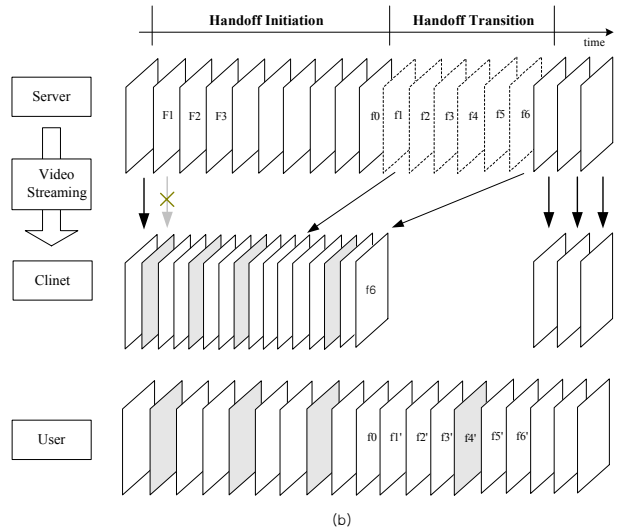 Handoff Initiation Handoff Transition
time
Server
F1 F2 F3 f0 f1 f2 f3 f4 f5 f6
Video
Streaming
Clinet
f6
User
f0 f1' f2' f3' f4' f5' f6'
(b)